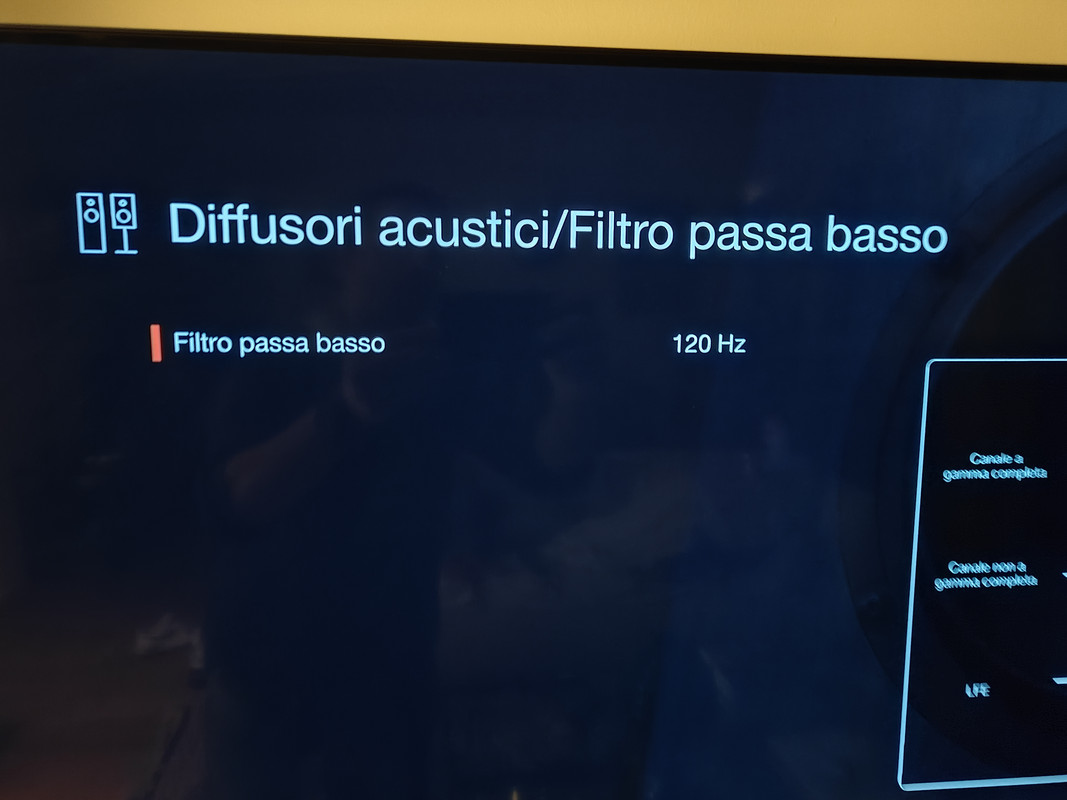 Diffusori acustici/Filtro passa basso
Filtro passa basso 120 Hz
Canale a
gamma completa
Canale non a
gamma completa
LFE